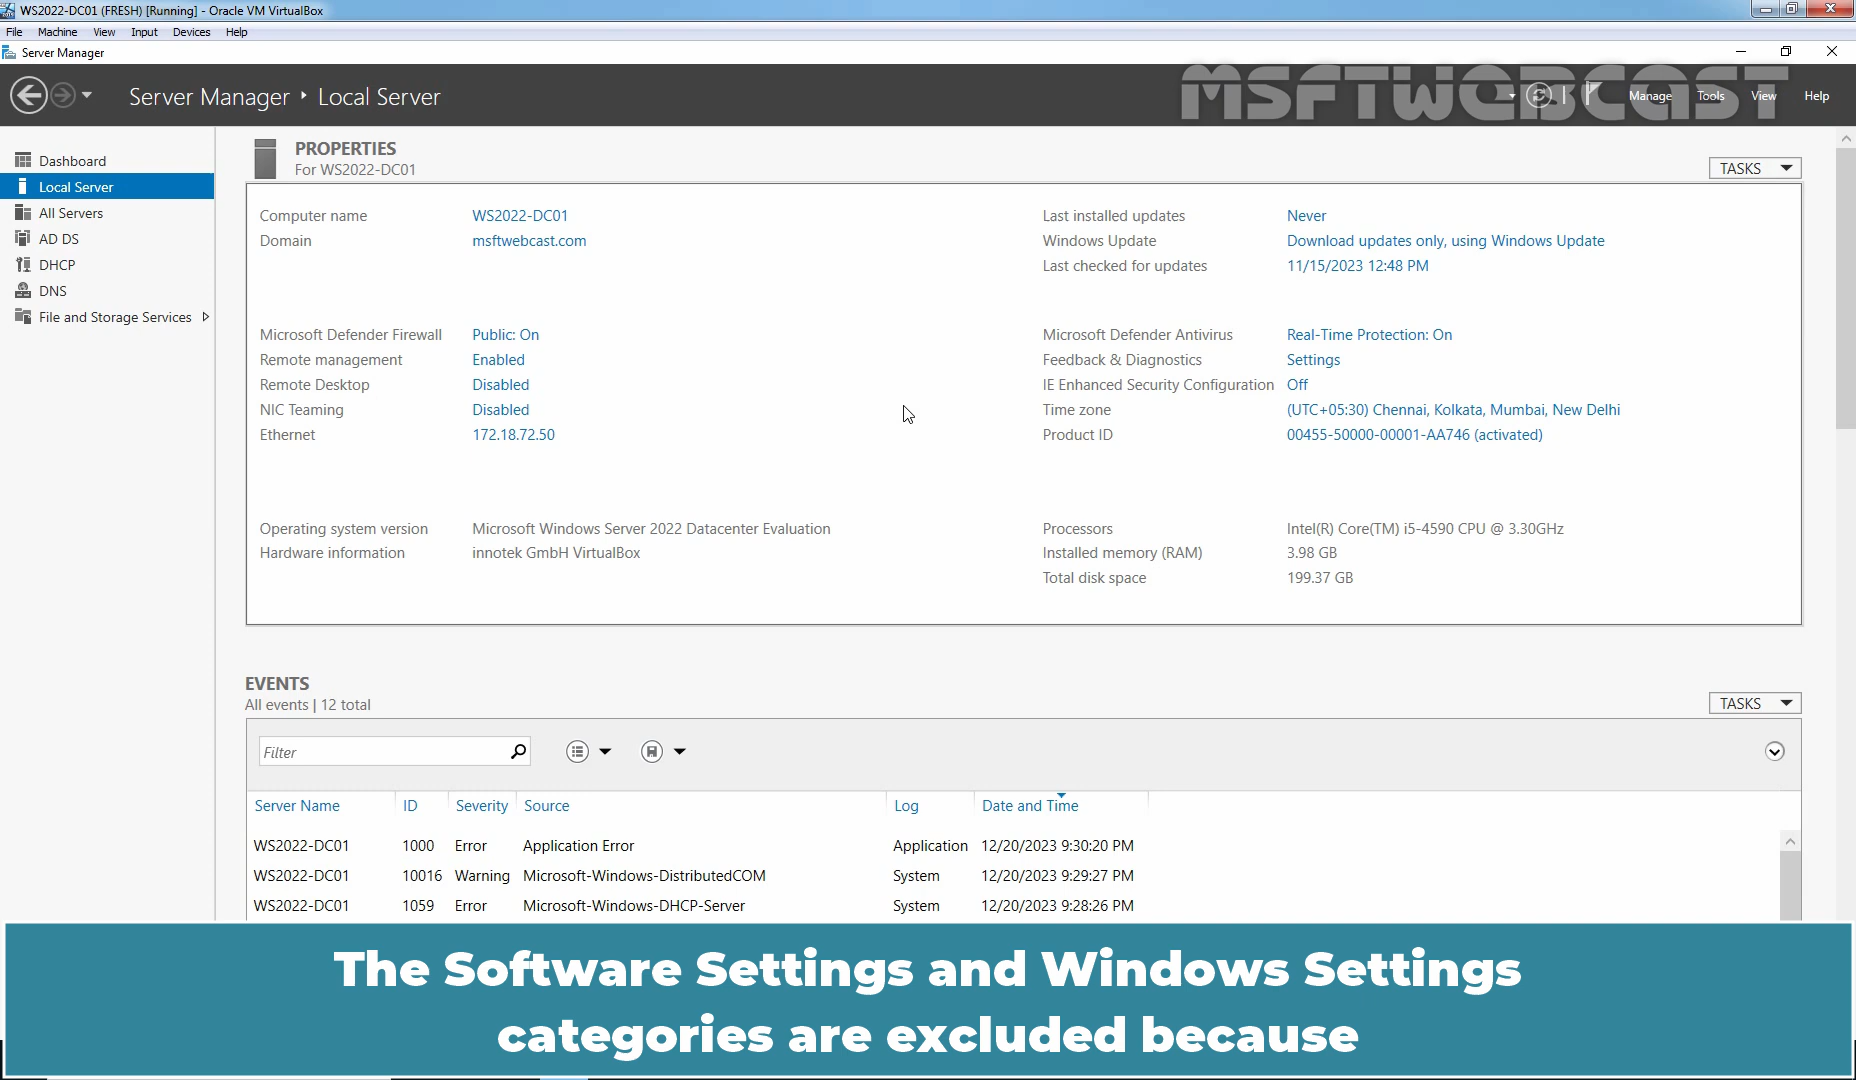 WS2022-DC01 (FRESH) [Running] - Oracle VM VirtualBox
File Machine View Input Devices Help
Server Manager
Server Manager ‣ Local Server
MSFTWEBCAST
Manage Tools View Help
Dashboard
Local Server
All Servers
AD DS
DHCP
DNS
File and Storage Services
PROPERTIES
For WS2022-DC01
TASKS
Computer name WS2022-DC01
Domain msftwebcast.com
Last installed updates Never
Windows Update Download updates only, using Windows Update
Last checked for updates 11/15/2023 12:48 PM
Microsoft Defender Firewall Public: On
Remote management Enabled
Remote Desktop Disabled
NIC Teaming Disabled
Ethernet 172.18.72.50
Microsoft Defender Antivirus Real-Time Protection: On
Feedback & Diagnostics Settings
IE Enhanced Security Configuration Off
Time zone (UTC+05:30) Chennai, Kolkata, Mumbai, New Delhi
Product ID 00455-50000-00001-AA746 (activated)
Operating system version Microsoft Windows Server 2022 Datacenter Evaluation
Hardware information innotek GmbH VirtualBox
Processors Intel(R) Core(TM) i5-4590 CPU @ 3.30GHz
Installed memory (RAM) 3.98 GB
Total disk space 199.37 GB
EVENTS
All events | 12 total
TASKS
Filter
Server Name ID Severity Source Log Date and Time
WS2022-DC01 1000 Error Application Error Application 12/20/2023 9:30:20 PM
WS2022-DC01 10016 Warning Microsoft-Windows-DistributedCOM System 12/20/2023 9:29:27 PM
WS2022-DC01 1059 Error Microsoft-Windows-DHCP-Server System 12/20/2023 9:28:26 PM
The Software Settings and Windows Settings
categories are excluded because